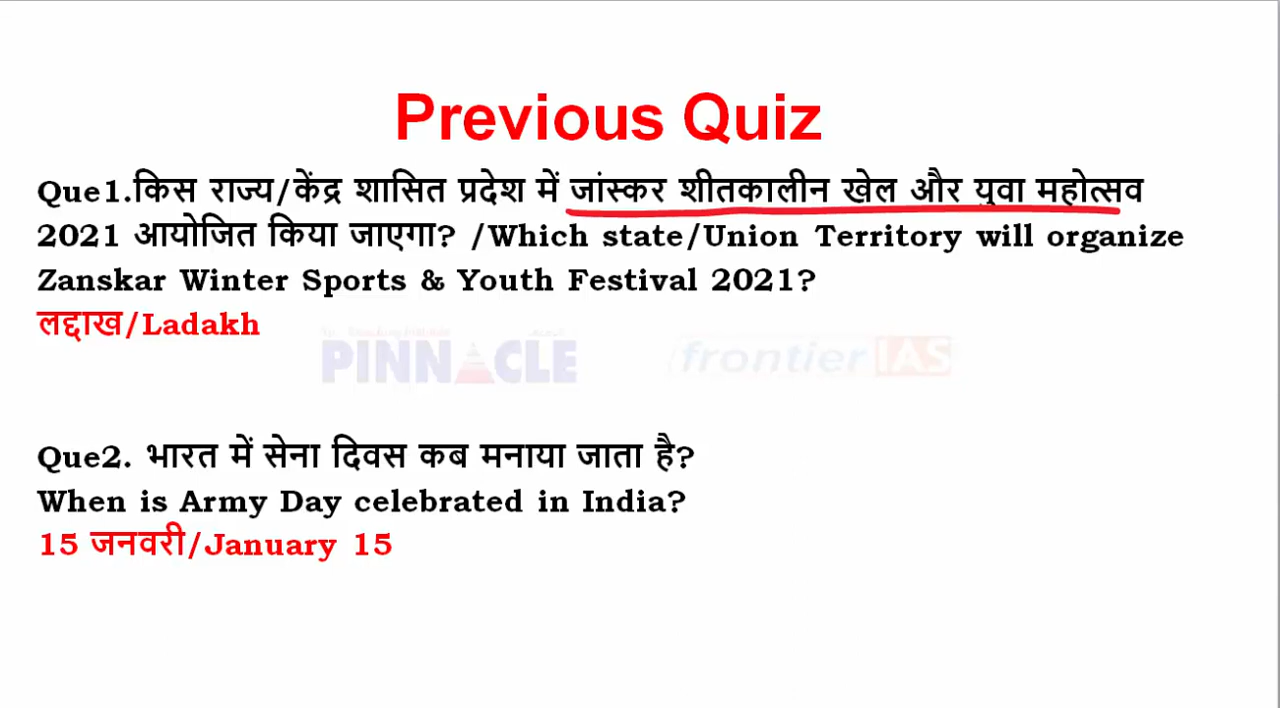 Previous Quiz
Que1.किस राज्य/केंद्र शासित प्रदेश में जांस्कर शीतकालीन खेल और युवा महोत्सव
2021 आयोजित किया जाएगा? /Which state/Union Territory will organize
Zanskar Winter Sports & Youth Festival 2021?
लद्दाख/Ladakh
PINNACLE
frontier IAS
Que2. भारत में सेना दिवस कब मनाया जाता है?
When is Army Day celebrated in India?
15 जनवरी/January 15